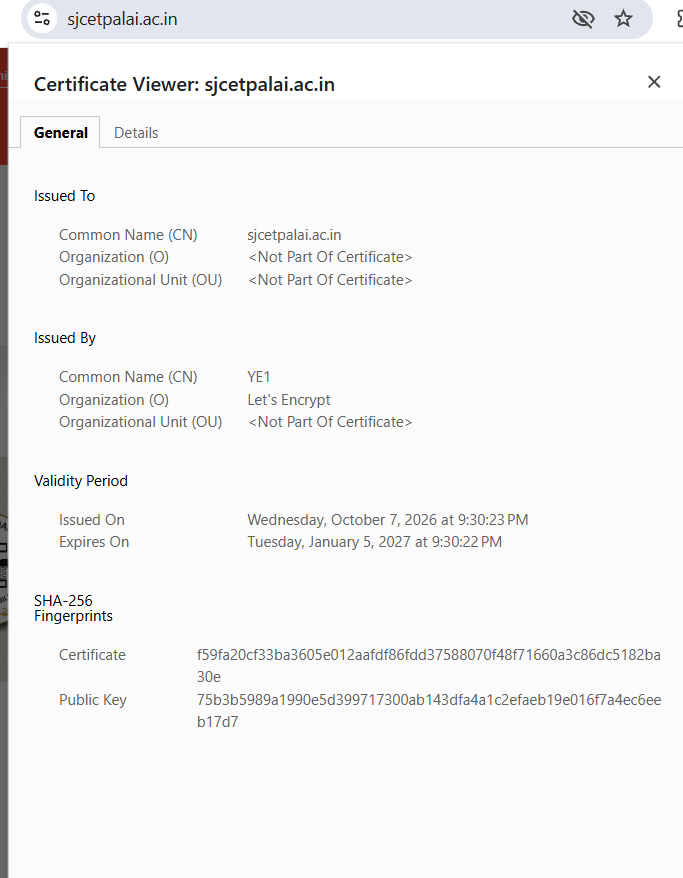 sjcetpalai.ac.in
Certificate Viewer: sjcetpalai.ac.in
General Details
Issued To
Common Name (CN) sjcetpalai.ac.in
Organization (O) <Not Part Of Certificate>
Organizational Unit (OU) <Not Part Of Certificate>
Issued By
Common Name (CN) YE1
Organization (O) Let's Encrypt
Organizational Unit (OU) <Not Part Of Certificate>
Validity Period
Issued On Wednesday, October 7, 2026 at 9:30:23 PM
Expires On Tuesday, January 5, 2027 at 9:30:22 PM
SHA-256
Fingerprints
Certificate f59fa20cf33ba3605e012aafdf86fdd37588070f48f71660a3c86dc5182ba
30e
Public Key 75b3b5989a1990e5d399717300ab143dfa4a1c2efaeb19e016f7a4ec6ee
b17d7